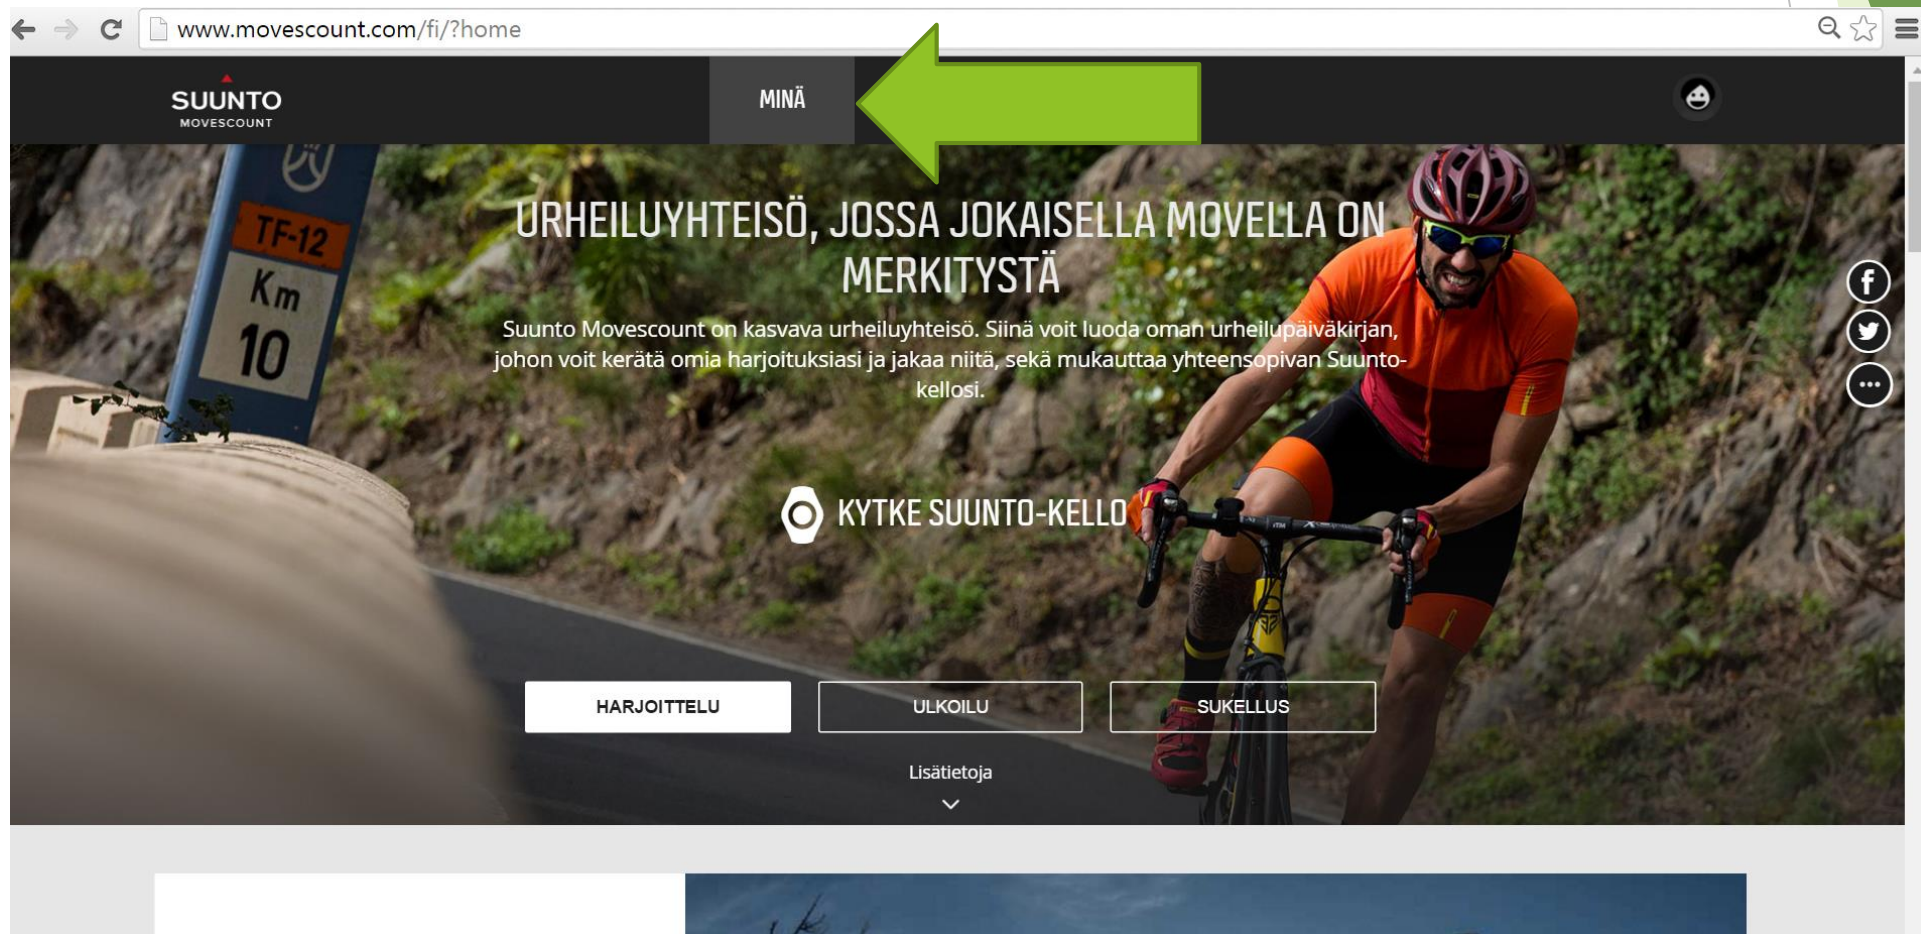 www.movescount.com/fi/?home
SUUNTO
MOVESCOUNT
MINÄ
TF-12
Km
10
URHEILUYHTEISÖ, JOSSA JOKAISELLA MOVELLA ON
MERKITYSTÄ
Suunto Movescount on kasvava urheiluyhteisö. Siinä voit luoda oman urheilupäiväkirjan,
johon voit kerätä omia harjoituksiasi ja jakaa niitä, sekä mukauttaa yhteensopivan Suunto-
kellosi.
KYTKE SUUNTO-KELLO
HARJOITTELU
ULKOILU
SUKELLUS
Lisätietoja